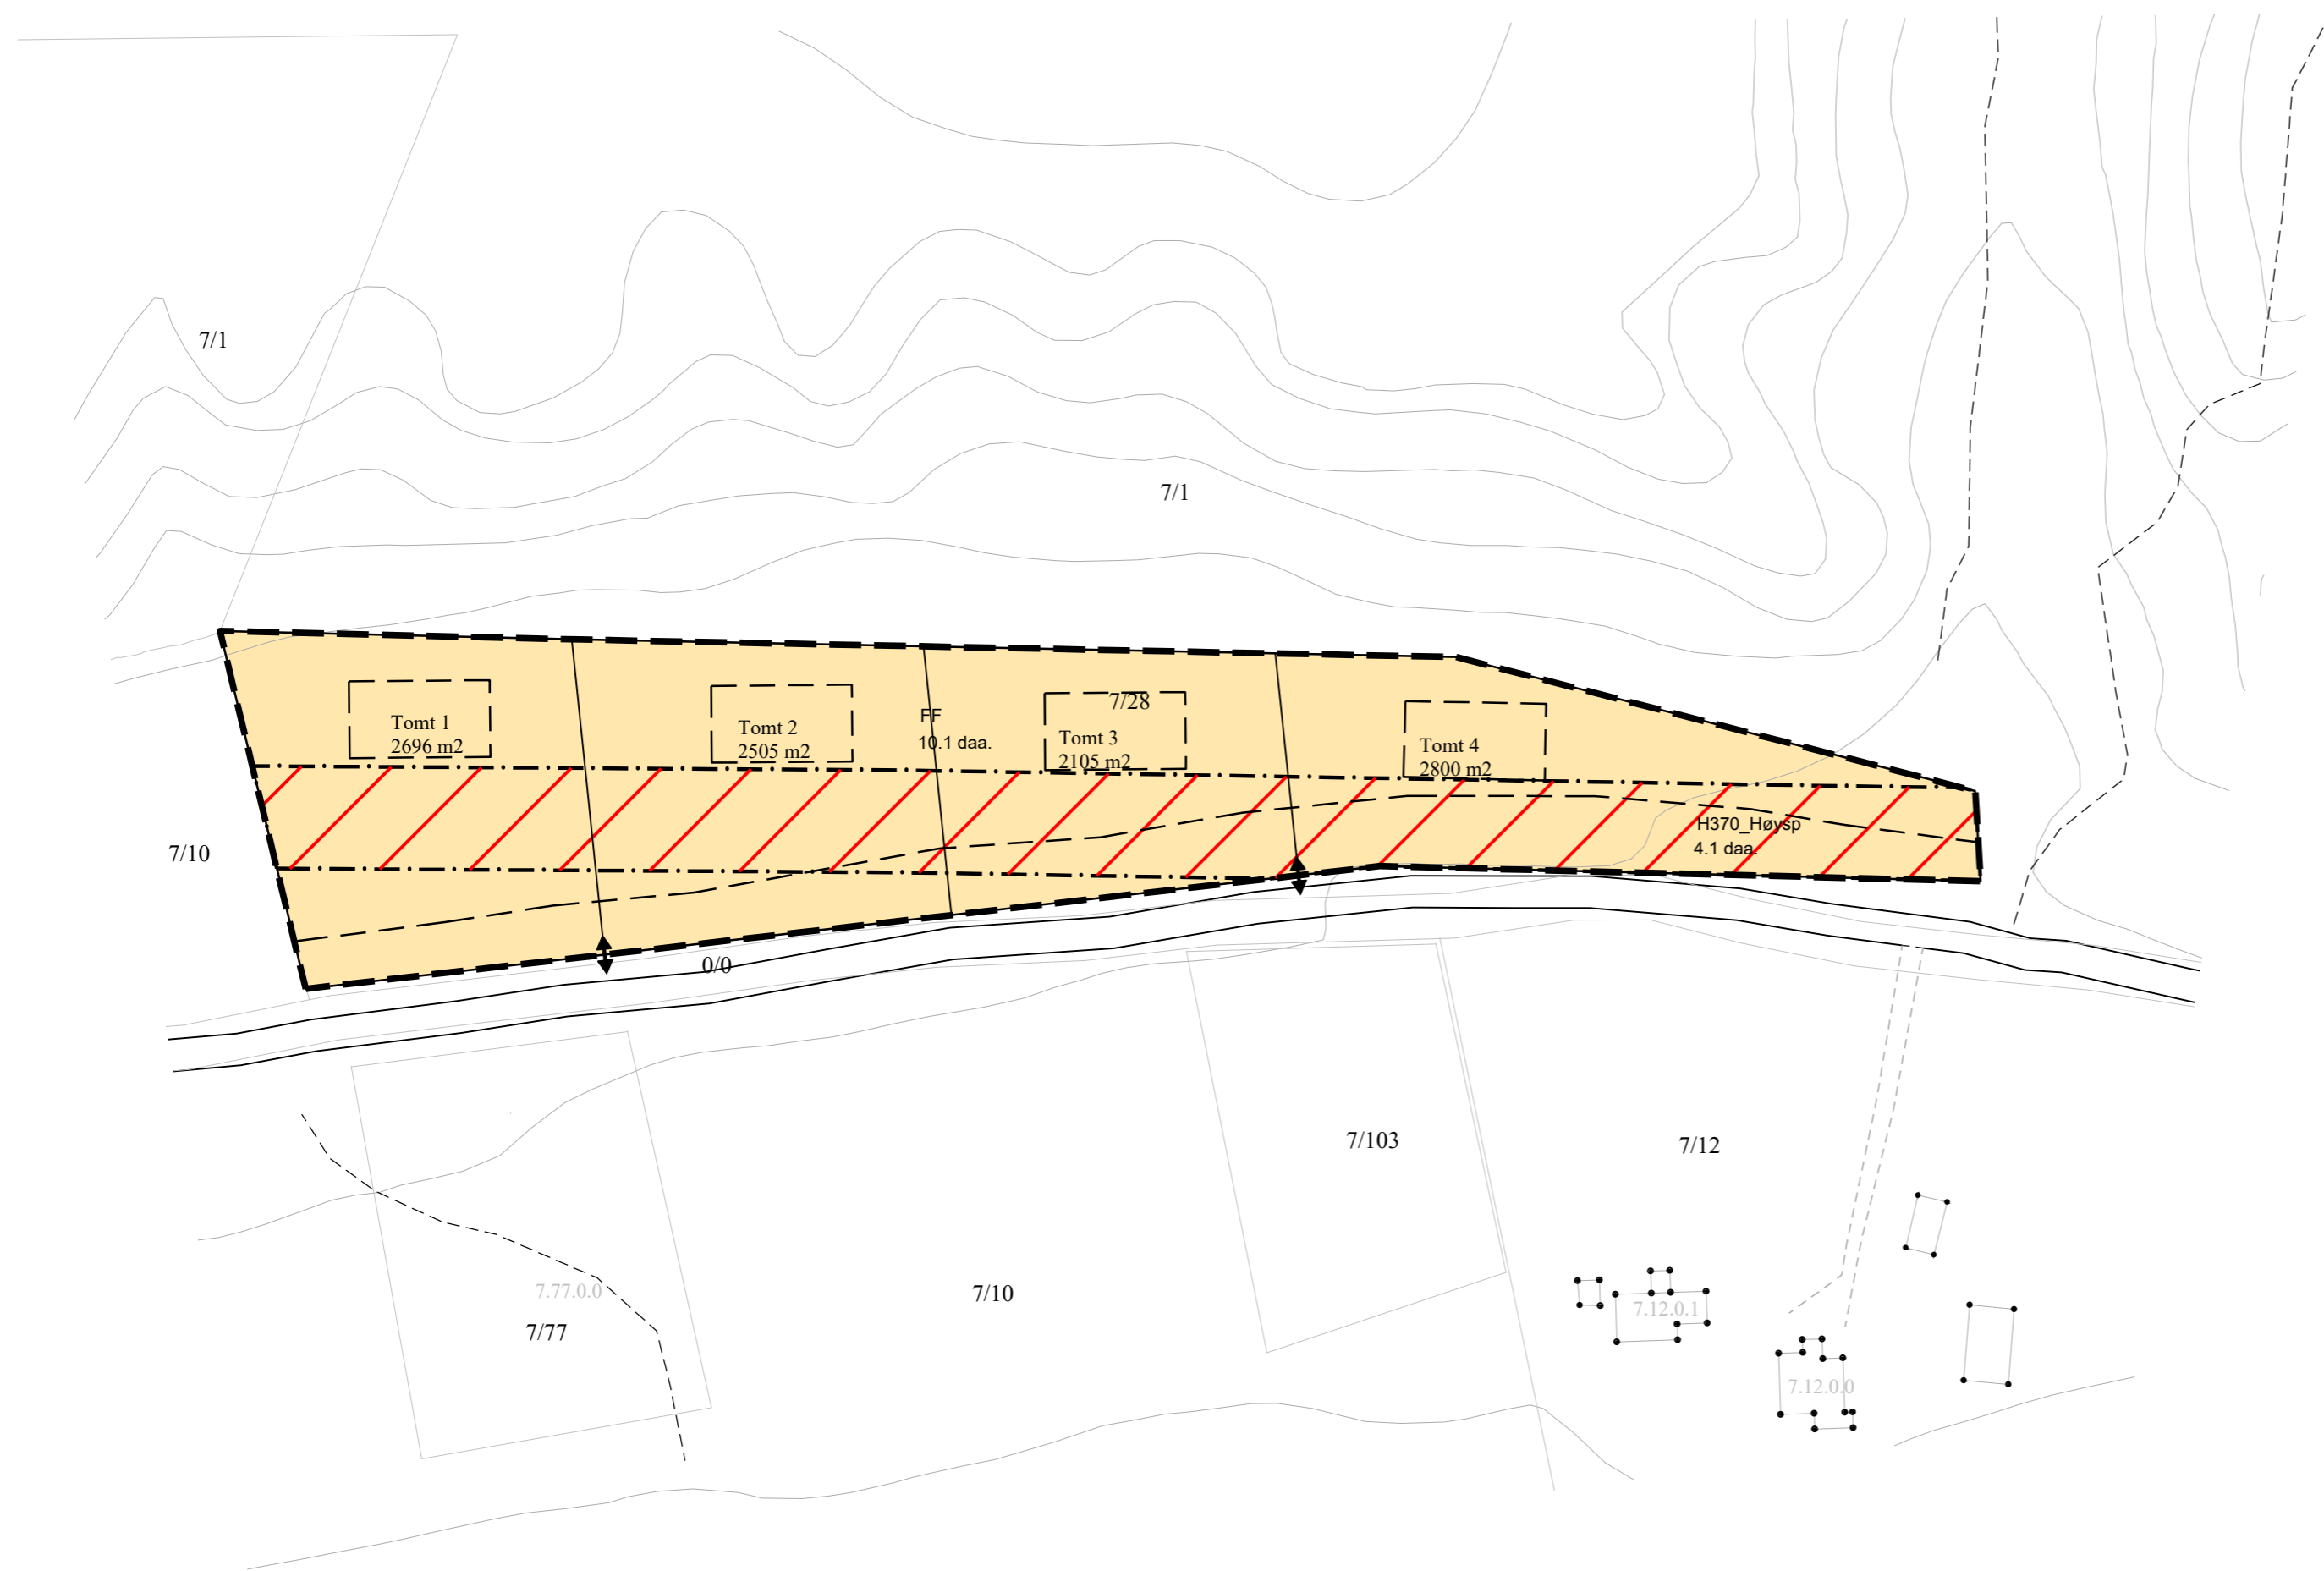 7/1
7/1
7/28
FF
10.1 daa.
Tomt 1
2696 m2
Tomt 2
2505 m2
Tomt 3
2105 m2
Tomt 4
2800 m2
H370_Høysp
4.1 daa.
7/10
0/0
7/103
7/12
7.77.0.0
7/77
7/10
7.12.0.1
7.12.0.0